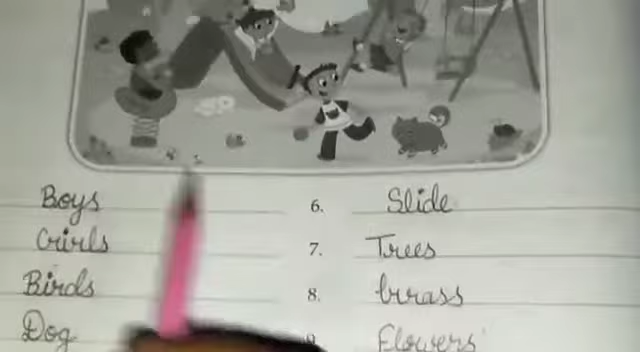 Boys
Girls
Birds
Dog
6. Slide
7. Trees
8. Grass
9. Flowers